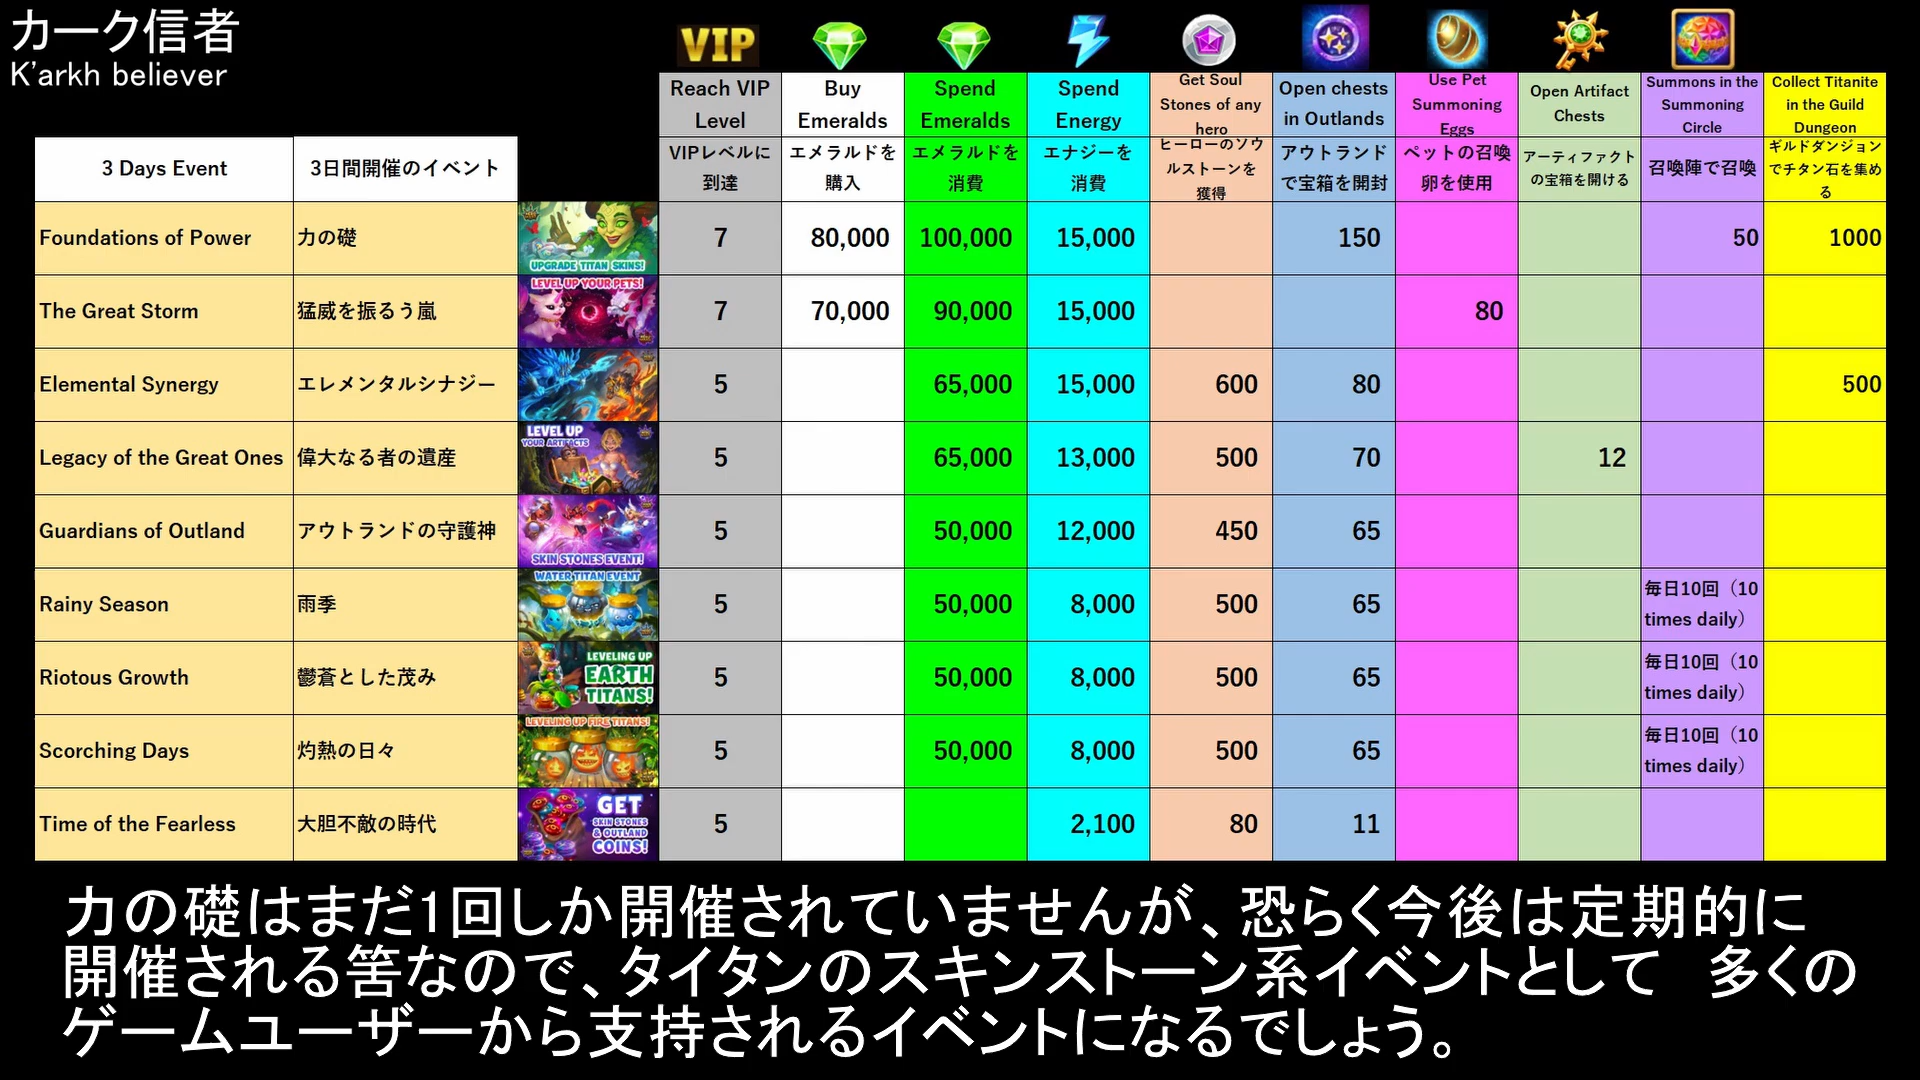 カーク信者
K'arkh believer
VIP
Reach VIP Level
Buy Emeralds
Spend Emeralds
Spend Energy
Get Soul Stones of any hero
Open chests in Outlands
Use Pet Summoning Eggs
Open Artifact Chests
Summons in the Summoning Circle
Collect Titanite in the Guild Dungeon
3 Days Event 3日間開催のイベント
VIPレベルに到達
エメラルドを購入
エメラルドを消費
エナジーを消費
ヒーローのソウルストーンを獲得
アウトランドで宝箱を開封
ペットの召喚卵を使用
アーティファクトの宝箱を開ける
召喚陣で召喚
ギルドダンジョンでチタン石を集める
Foundations of Power 力の礎 UPGRADE TITAN SKINS! 7 80,000 100,000 15,000 150 50 1000
The Great Storm 猛威を振るう嵐 LEVEL UP YOUR PETS! 7 70,000 90,000 15,000 80
Elemental Synergy エレメンタルシナジー 5 65,000 15,000 600 80 500
Legacy of the Great Ones 偉大なる者の遺産 LEVEL UP YOUR ARTIFACTS 5 65,000 13,000 500 70 12
Guardians of Outland アウトランドの守護神 SKIN STONES EVENT! 5 50,000 12,000 450 65
Rainy Season 雨季 WATER TITAN EVENT 5 50,000 8,000 500 65 毎日10回（10 times daily）
Riotous Growth 鬱蒼とした茂み LEVELING UP EARTH TITANS! 5 50,000 8,000 500 65 毎日10回（10 times daily）
Scorching Days 灼熱の日々 LEVELING UP FIRE TITANS! 5 50,000 8,000 500 65 毎日10回（10 times daily）
Time of the Fearless 大胆不敵の時代 GET SKIN STONES & OUTLAND COINS! 5 2,100 80 11
力の礎はまだ1回しか開催されていませんが、恐らく今後は定期的に
開催される筈なので、タイタンのスキンストーン系イベントとして　多くの
ゲームユーザーから支持されるイベントになるでしょう。